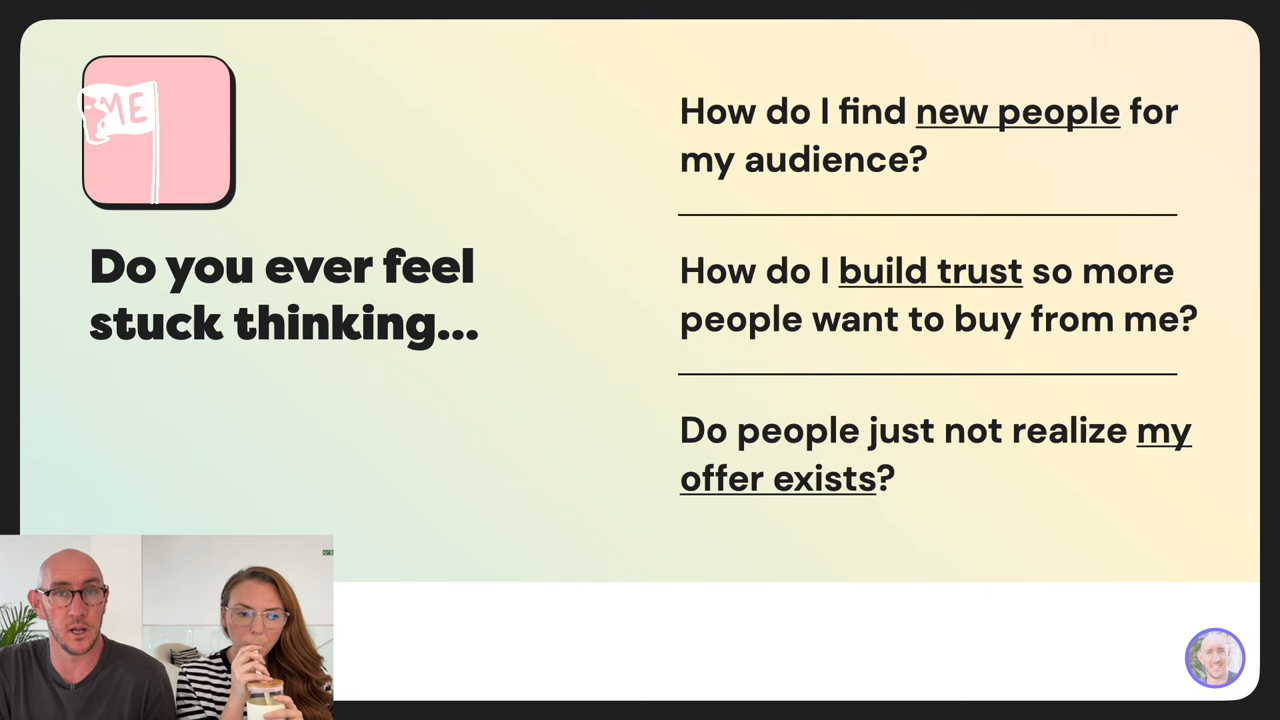 ME
Do you ever feel
stuck thinking...
How do I find new people for
my audience?
How do I build trust so more
people want to buy from me?
Do people just not realize my
offer exists?